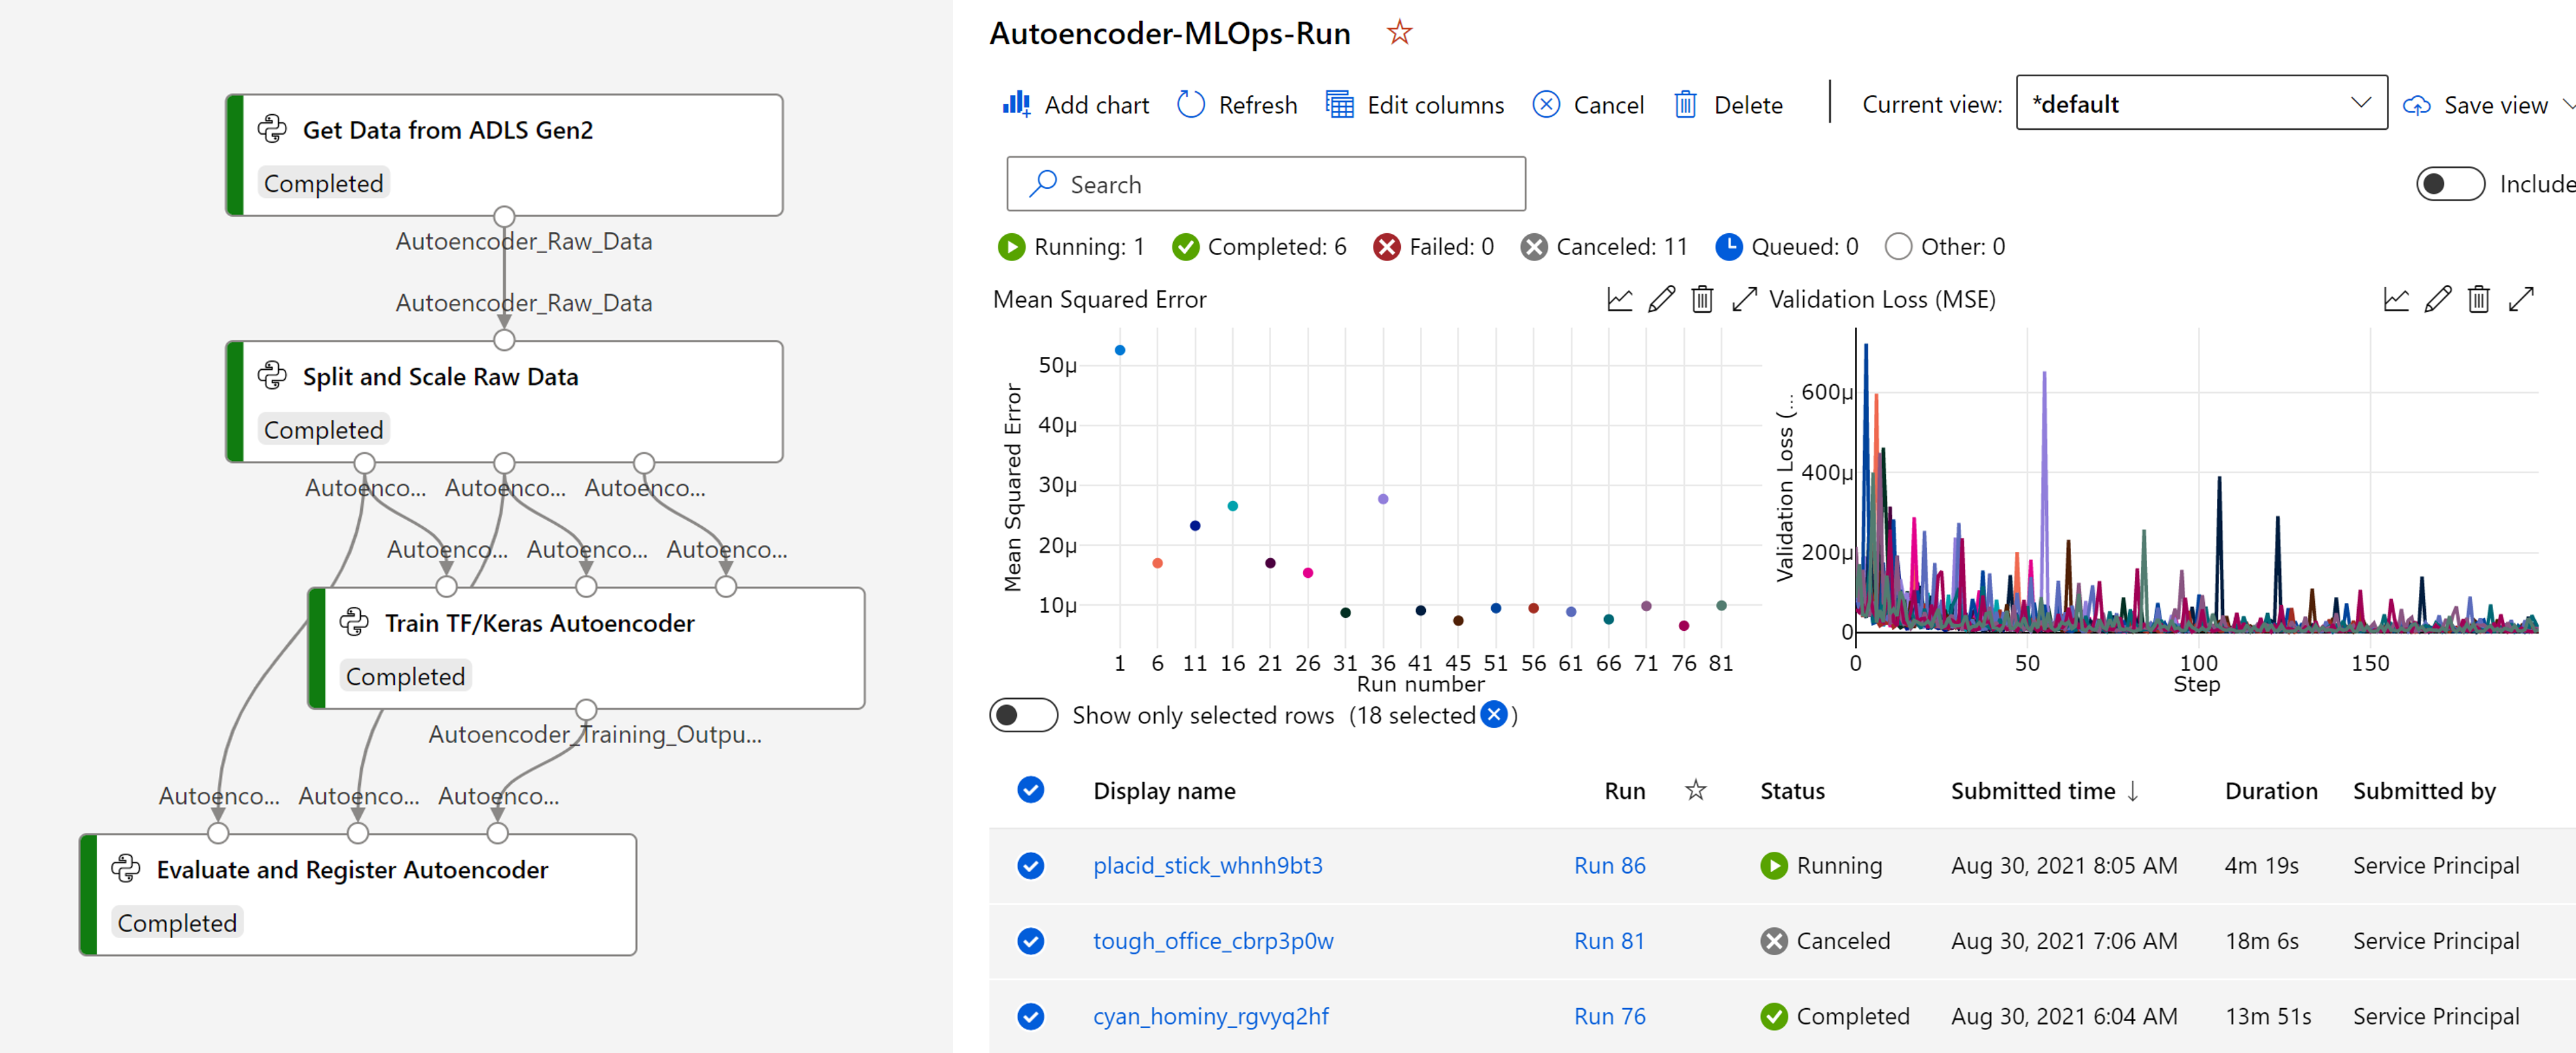 Get Data from ADLS Gen2
Completed
Autoencoder_Raw_Data
Autoencoder_Raw_Data
Split and Scale Raw Data
Completed
Autoenco... Autoenco... Autoenco...
Autoenco... Autoenco... Autoenco...
Train TF/Keras Autoencoder
Completed
Autoencoder_Training_Outpu...
Autoenco... Autoenco... Autoenco...
Evaluate and Register Autoencoder
Completed
Autoencoder-MLOps-Run
Add chart Refresh Edit columns Cancel Delete Current view: *default Save view
Search
Include
Running: 1 Completed: 6 Failed: 0 Canceled: 11 Queued: 0 Other: 0
Mean Squared Error
Mean Squared Error
50µ
40µ
30µ
20µ
10µ
1 6 11 16 21 26 31 36 41 45 51 56 61 66 71 76 81
Run number
Validation Loss (MSE)
Validation Loss (...
600µ
400µ
200µ
0
0 50 100 150
Step
Show only selected rows (18 selected )
Display name Run Status Submitted time ↓ Duration Submitted by
placid_stick_whnh9bt3 Run 86 Running Aug 30, 2021 8:05 AM 4m 19s Service Principal
tough_office_cbrp3p0w Run 81 Canceled Aug 30, 2021 7:06 AM 18m 6s Service Principal
cyan_hominy_rgvyq2hf Run 76 Completed Aug 30, 2021 6:04 AM 13m 51s Service Principal